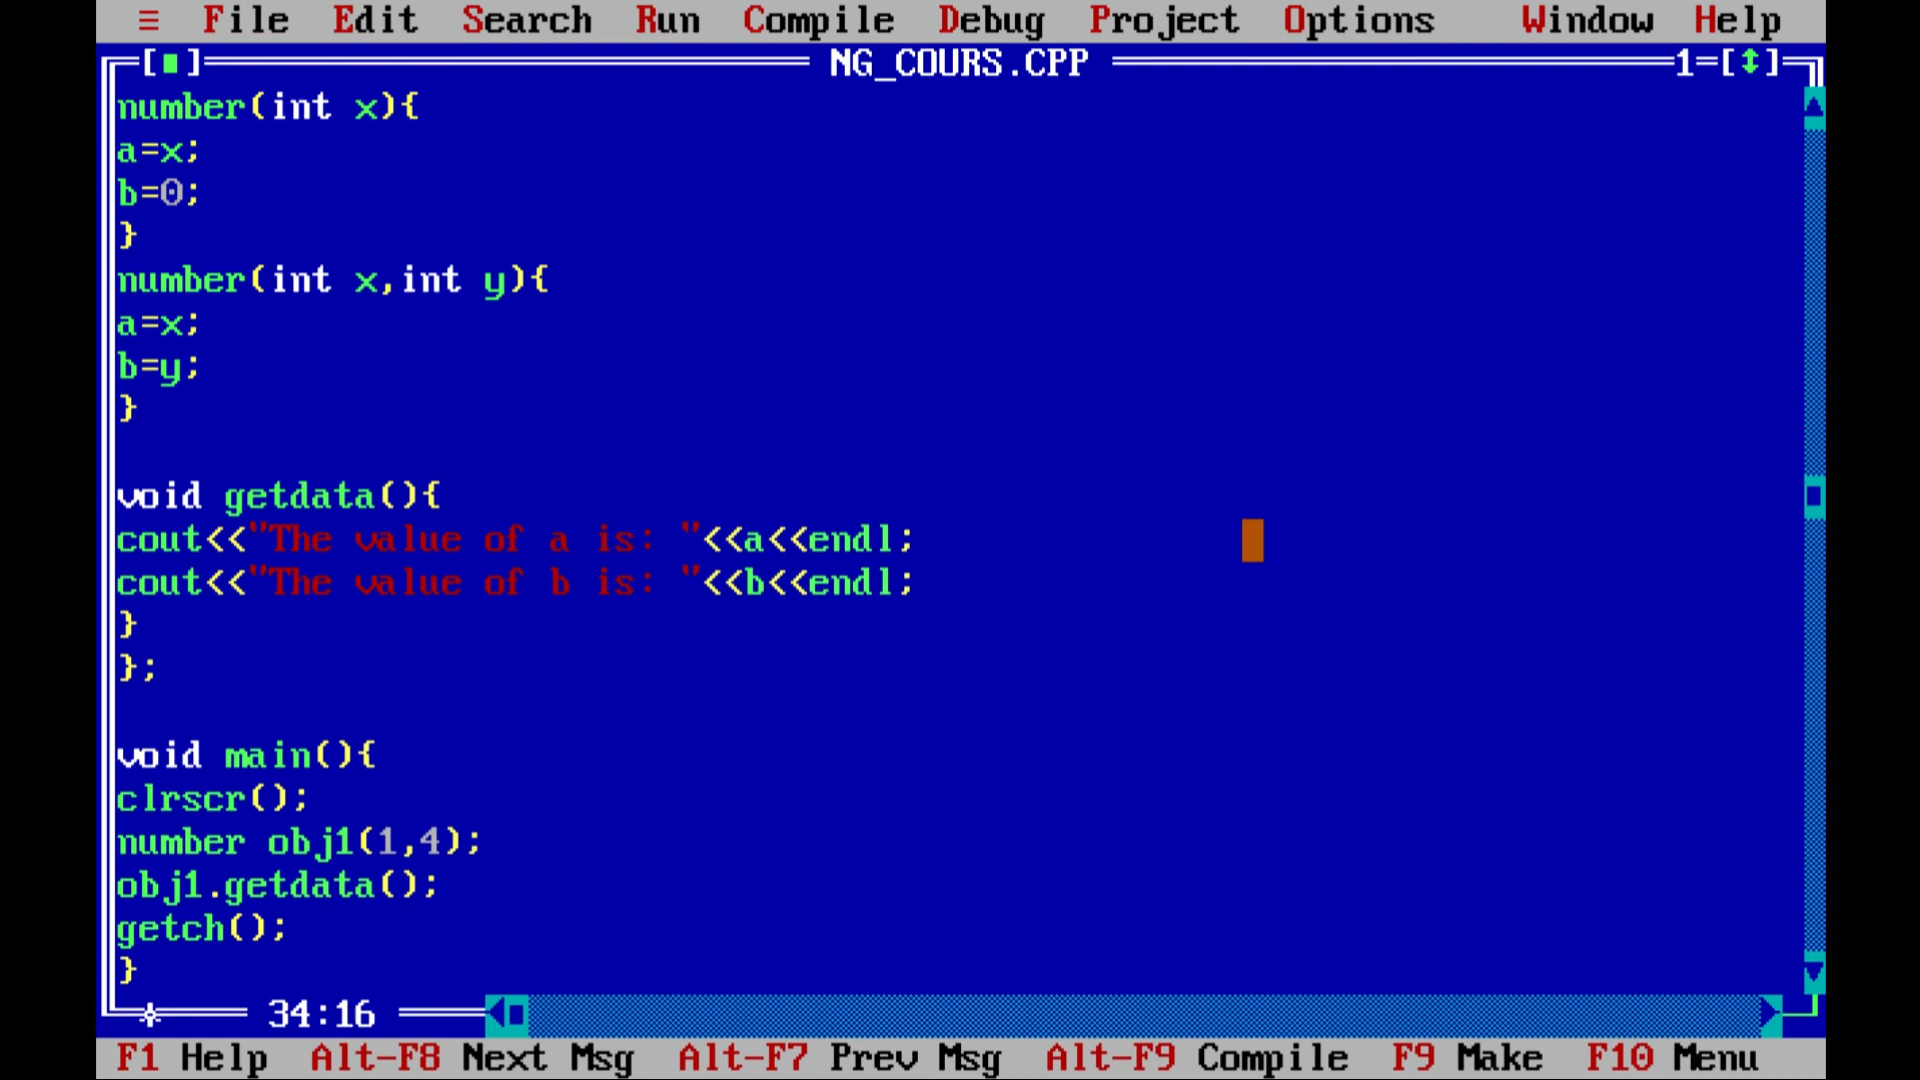 ≡ File Edit Search Run Compile Debug Project Options Window Help
[■] NG_COURS.CPP 1=[↕]
number(int x){
a=x;
b=0;
}
number(int x,int y){
a=x;
b=y;
}
void getdata(){
cout<<"The value of a is: "<<a<<endl;
cout<<"The value of b is: "<<b<<endl;
}
};
void main(){
clrscr();
number obj1(1,4);
obj1.getdata();
getch();
}
34:16
F1 Help Alt-F8 Next Msg Alt-F7 Prev Msg Alt-F9 Compile F9 Make F10 Menu